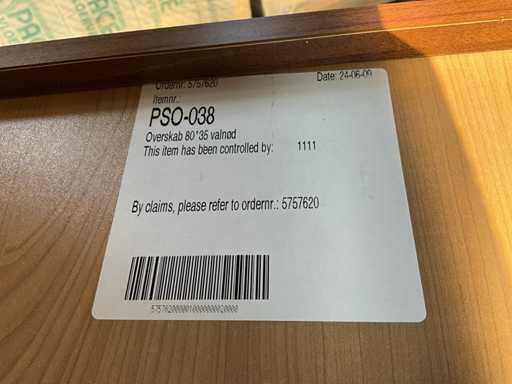 Ordernr: 5757620
Date: 24-06-09
Itemnr.:
PSO-038
Overskab 80*35 valnød
This item has been controlled by: 1111
By claims, please refer to ordernr.: 5757620